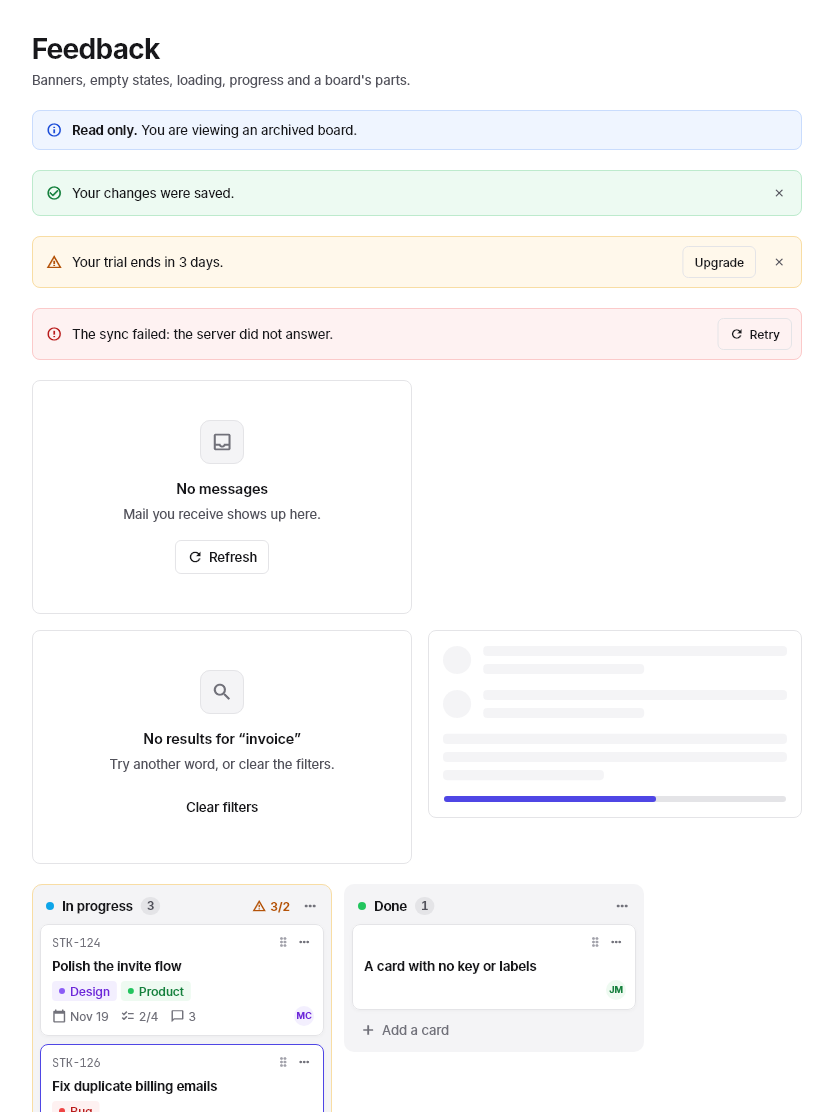 Feedback
Banners, empty states, loading, progress and a board's parts.
Read only. You are viewing an archived board.
Your changes were saved.
Your trial ends in 3 days.
Upgrade
The sync failed: the server did not answer.
Retry
No messages
Mail you receive shows up here.
Refresh
No results for “invoice”
Try another word, or clear the filters.
Clear filters
In progress 3
3/2
STK-124
Polish the invite flow
Design Product
Nov 19 2/4 3 MC
STK-126
Fix duplicate billing emails
Bug
Done 1
A card with no key or labels
JM
Add a card